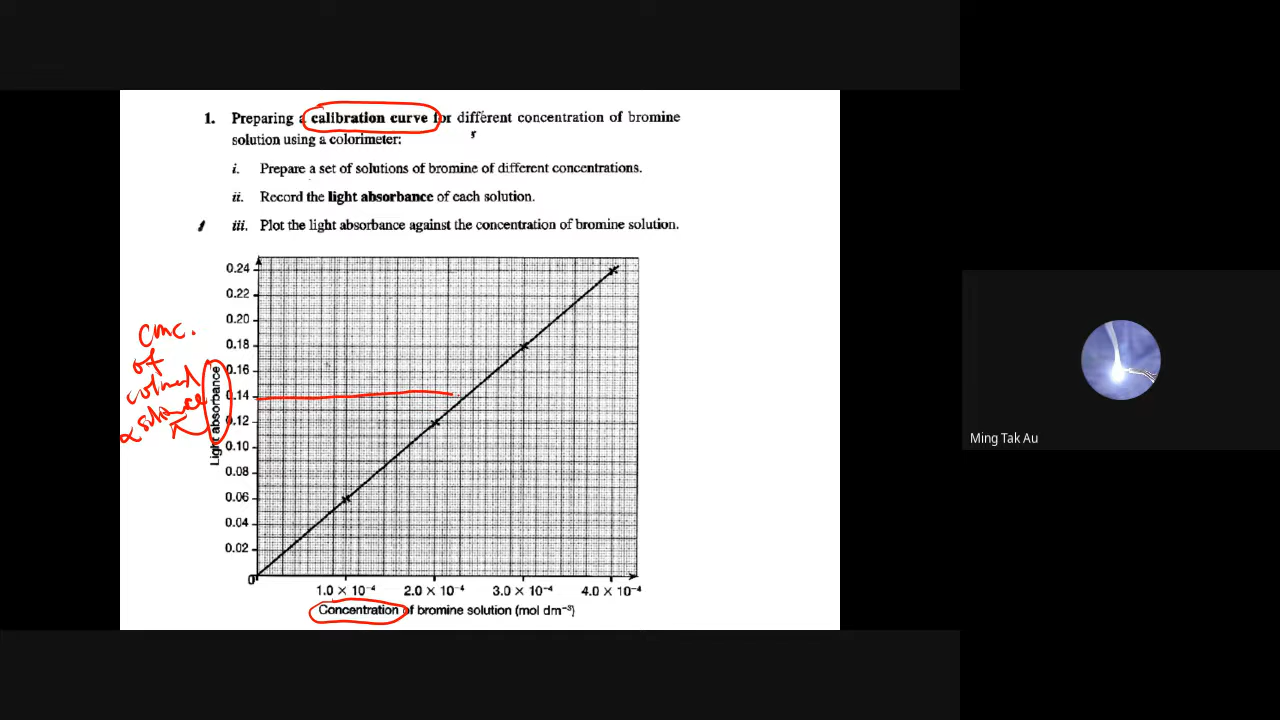 1. Preparing a calibration curve for different concentration of bromine
solution using a colorimeter:
i. Prepare a set of solutions of bromine of different concentrations.
ii. Record the light absorbance of each solution.
iii. Plot the light absorbance against the concentration of bromine solution.
0.24
0.22
0.20
0.18
0.16
0.14
0.12
0.10
0.08
0.06
0.04
0.02
0
Light absorbance
conc.
of
1.0 × 10⁻⁴ 2.0 × 10⁻⁴ 3.0 × 10⁻⁴ 4.0 × 10⁻⁴
Concentration of bromine solution (mol dm⁻³)
Ming Tak Au